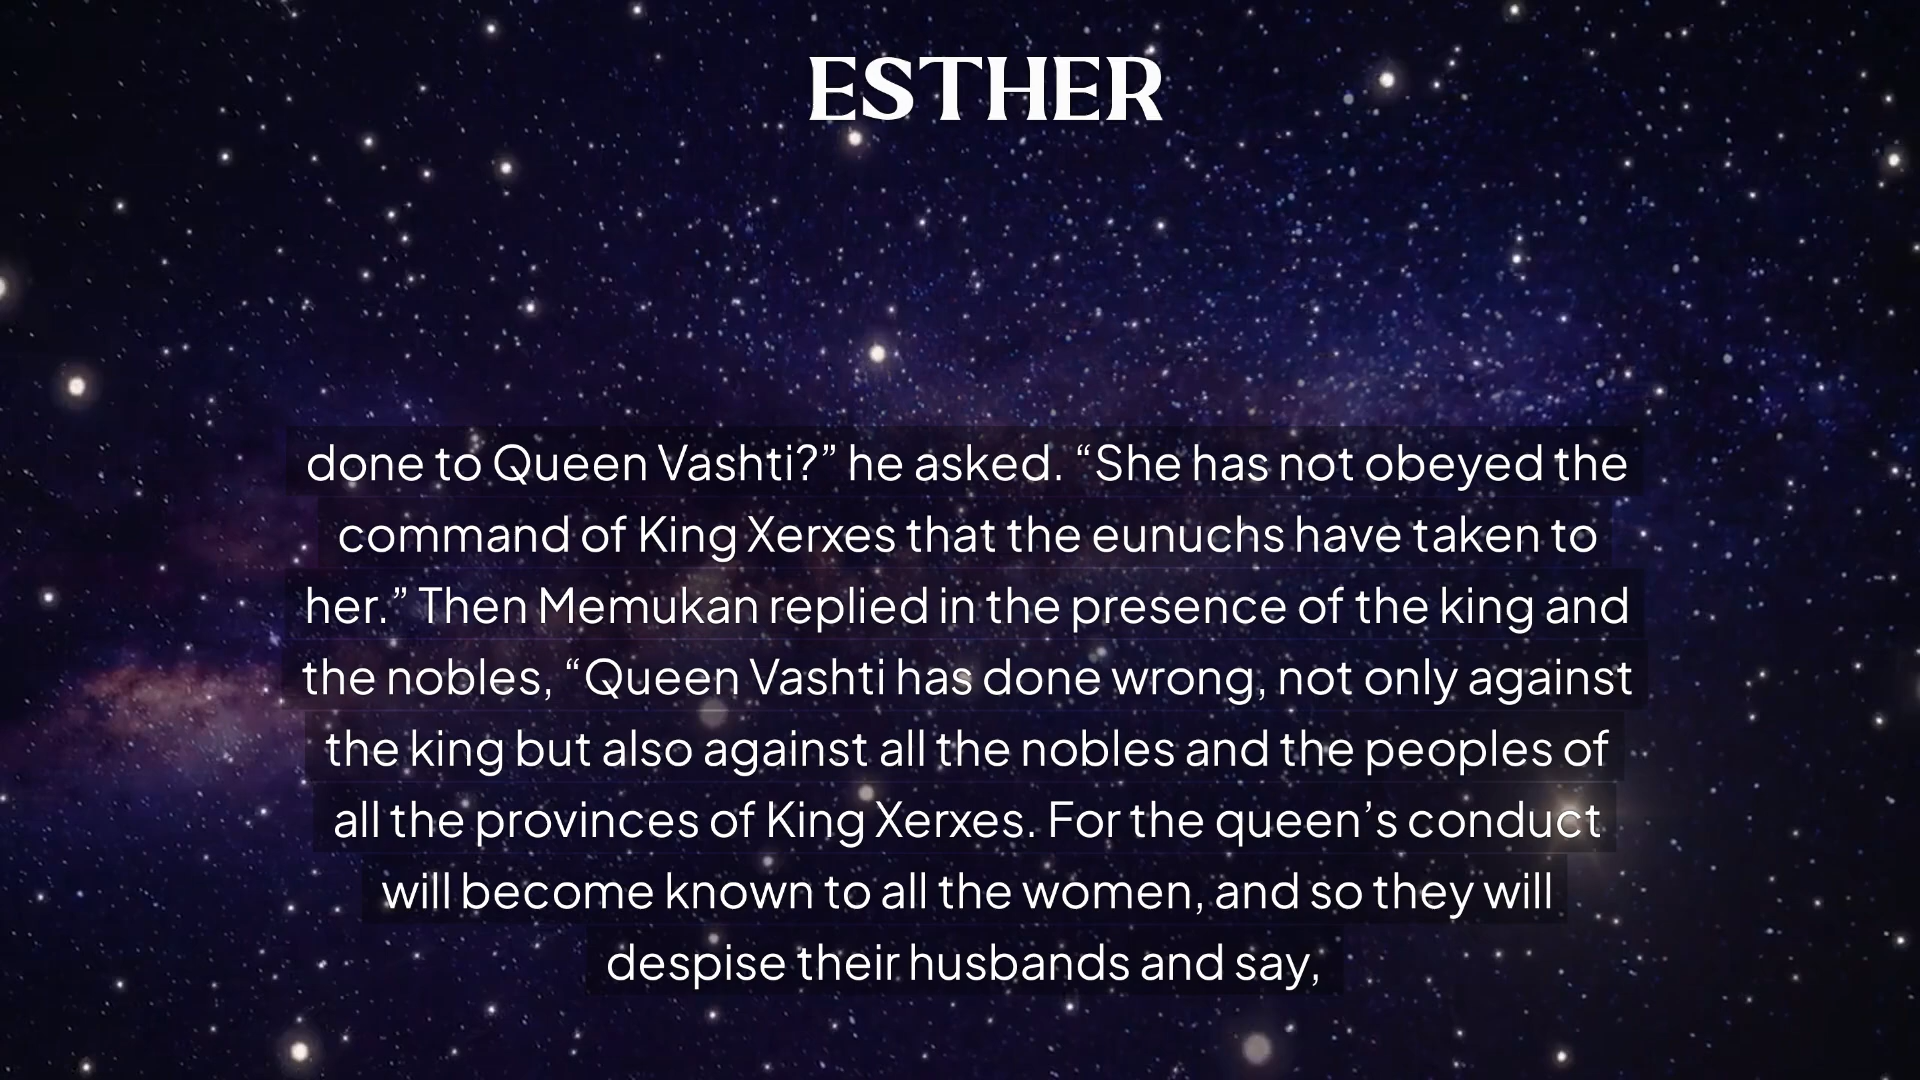 ESTHER
done to Queen Vashti?” he asked. “She has not obeyed the
command of King Xerxes that the eunuchs have taken to
her.” Then Memukan replied in the presence of the king and
the nobles, “Queen Vashti has done wrong, not only against
the king but also against all the nobles and the peoples of
all the provinces of King Xerxes. For the queen’s conduct
will become known to all the women, and so they will
despise their husbands and say,